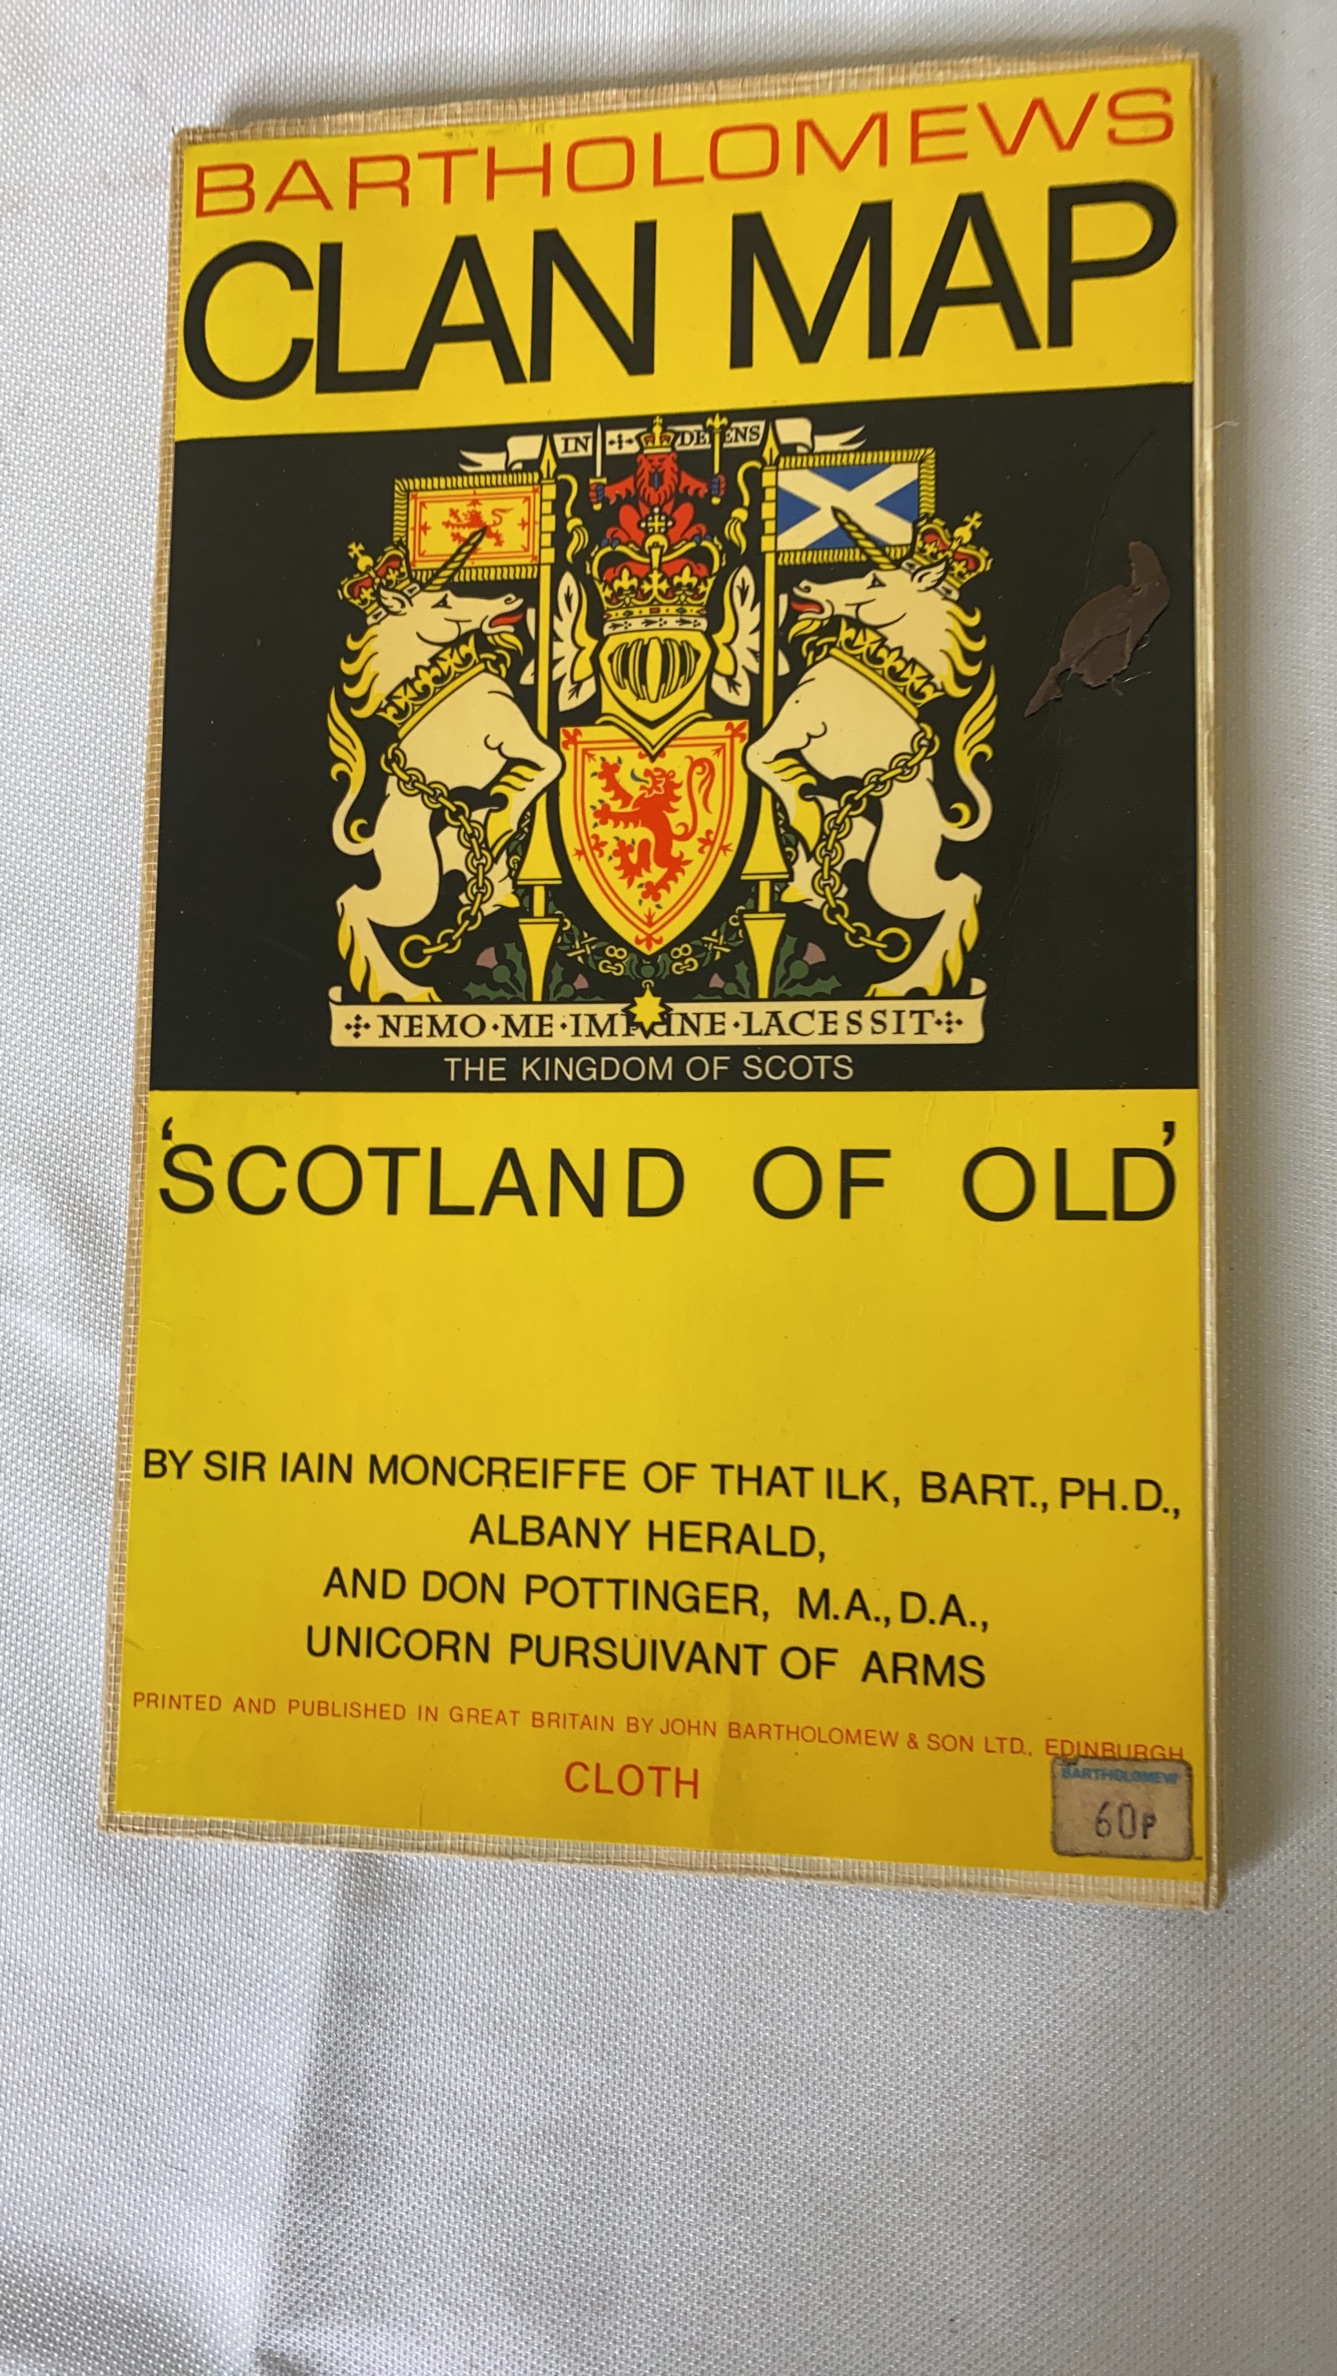 BARTHOLOMEWS
CLAN MAP
IN DEFENS
NEMO·ME·IMPUNE·LACESSIT
THE KINGDOM OF SCOTS
‘SCOTLAND OF OLD’
BY SIR IAIN MONCREIFFE OF THAT ILK, BART., PH.D.,
ALBANY HERALD,
AND DON POTTINGER, M.A., D.A.,
UNICORN PURSUIVANT OF ARMS
PRINTED AND PUBLISHED IN GREAT BRITAIN BY JOHN BARTHOLOMEW & SON LTD., EDINBURGH
CLOTH
BARTHOLOMEW
60P